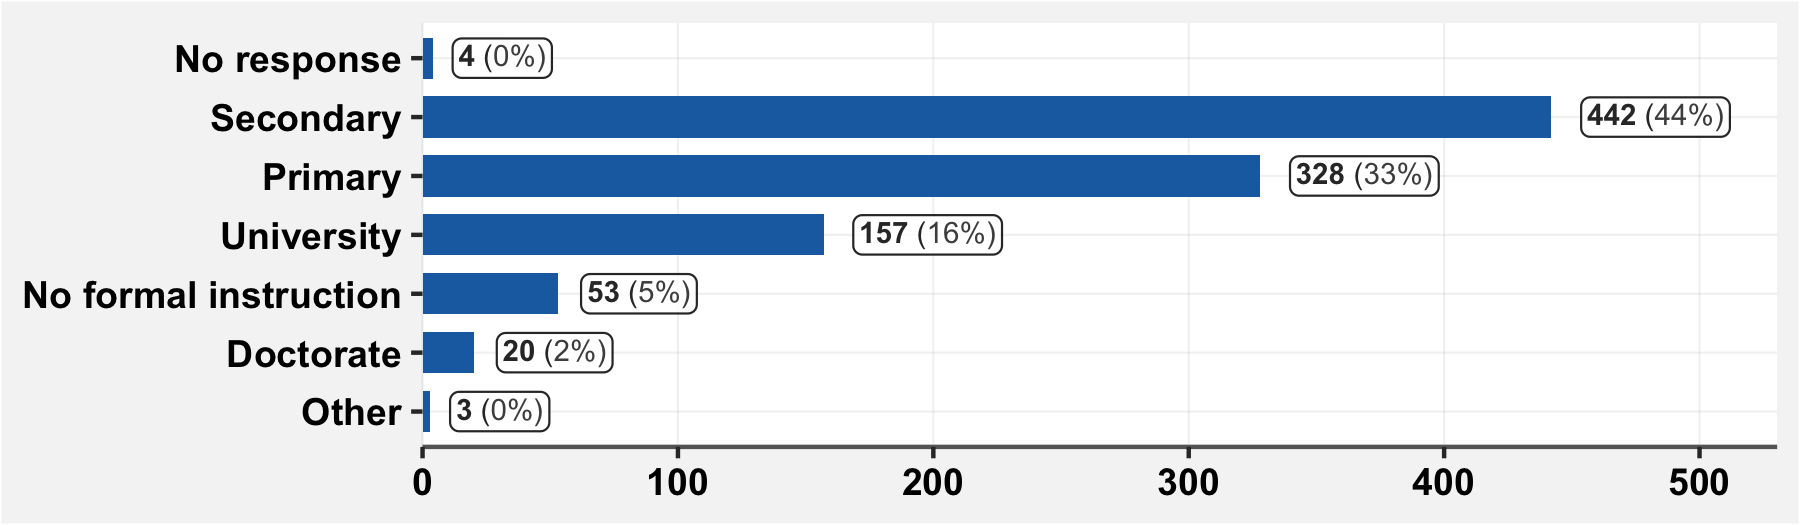 No response 4 (0%)
Secondary 442 (44%)
Primary 328 (33%)
University 157 (16%)
No formal instruction 53 (5%)
Doctorate 20 (2%)
Other 3 (0%)
0 100 200 300 400 500